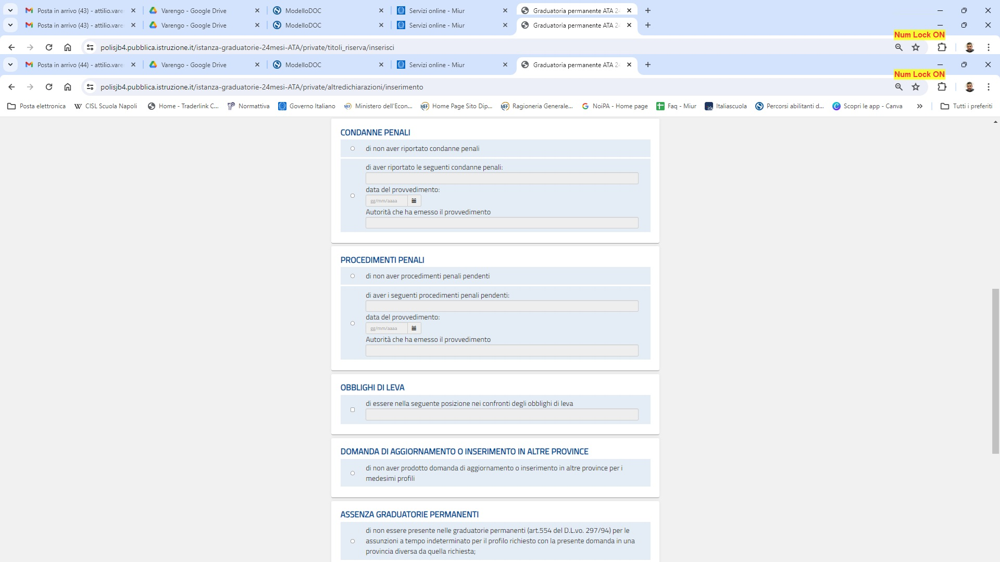 Posta in arrivo (43) - attilio.vare
Varengo - Google Drive
ModelloDOC
Servizi online - Miur
Graduatoria permanente ATA 2
Posta in arrivo (43) - attilio.vare
Varengo - Google Drive
ModelloDOC
Servizi online - Miur
Graduatoria permanente ATA 2
Num Lock ON
polisjb4.pubblica.istruzione.it/istanza-graduatorie-24mesi-ATA/private/titoli_riserva/inserisci
Posta in arrivo (44) - attilio.vare
Varengo - Google Drive
ModelloDOC
Servizi online - Miur
Graduatoria permanente ATA 2
Num Lock ON
polisjb4.pubblica.istruzione.it/istanza-graduatorie-24mesi-ATA/private/altredichiarazioni/inserimento
Posta elettronica
CISL Scuola Napoli
Home - Traderlink C...
Normattiva
Governo Italiano
Ministero dell'Econ...
Home Page Sito Dip...
Ragioneria Generale...
NoiPA - Home page
Faq - Miur
Italiascuola
Percorsi abilitanti d...
Scopri le app - Canva
Tutti i preferiti
CONDANNE PENALI
di non aver riportato condanne penali
di aver riportato le seguenti condanne penali:
data del provvedimento:
gg/mm/aaaa
Autorità che ha emesso il provvedimento
PROCEDIMENTI PENALI
di non aver procedimenti penali pendenti
di aver i seguenti procedimenti penali pendenti:
data del provvedimento:
gg/mm/aaaa
Autorità che ha emesso il provvedimento
OBBLIGHI DI LEVA
di essere nella seguente posizione nei confronti degli obblighi di leva
DOMANDA DI AGGIORNAMENTO O INSERIMENTO IN ALTRE PROVINCE
di non aver prodotto domanda di aggiornamento o inserimento in altre province per i
medesimi profili
ASSENZA GRADUATORIE PERMANENTI
di non essere presente nelle graduatorie permanenti (art.554 del D.L.vo. 297/94) per le
assunzioni a tempo indeterminato per il profilo richiesto con la presente domanda in una
provincia diversa da quella richiesta;